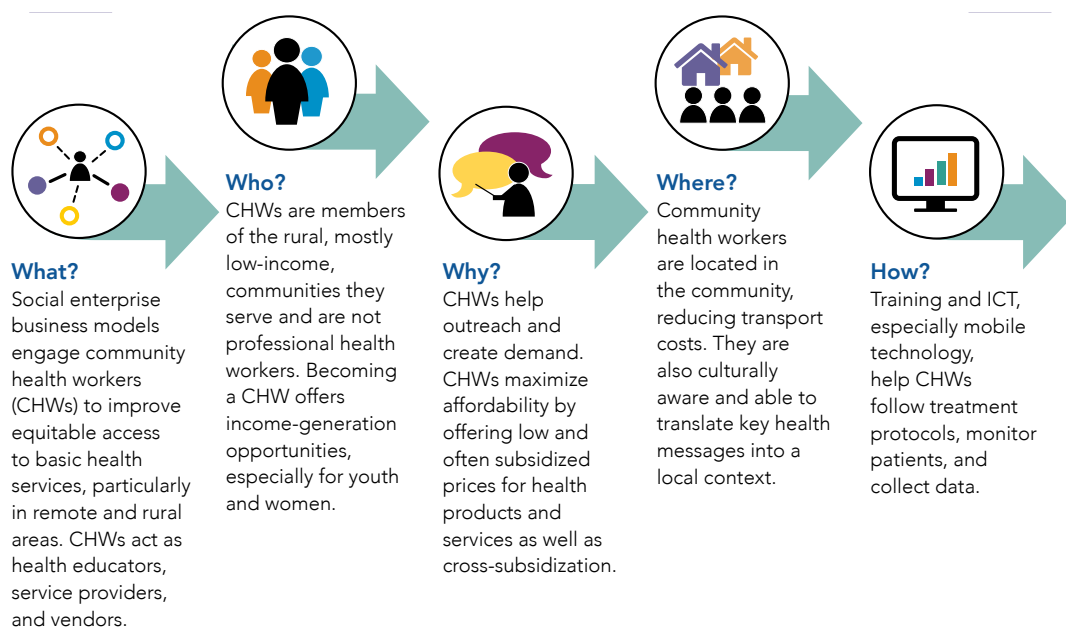 What?
Social enterprise
business models
engage community
health workers
(CHWs) to improve
equitable access
to basic health
services, particularly
in remote and rural
areas. CHWs act as
health educators,
service providers,
and vendors.
Who?
CHWs are members
of the rural, mostly
low-income,
communities they
serve and are not
professional health
workers. Becoming
a CHW offers
income-generation
opportunities,
especially for youth
and women.
Why?
CHWs help
outreach and
create demand.
CHWs maximize
affordability by
offering low and
often subsidized
prices for health
products and
services as well as
cross-subsidization.
Where?
Community
health workers
are located in
the community,
reducing transport
costs. They are
also culturally
aware and able to
translate key health
messages into a
local context.
How?
Training and ICT,
especially mobile
technology,
help CHWs
follow treatment
protocols, monitor
patients, and
collect data.